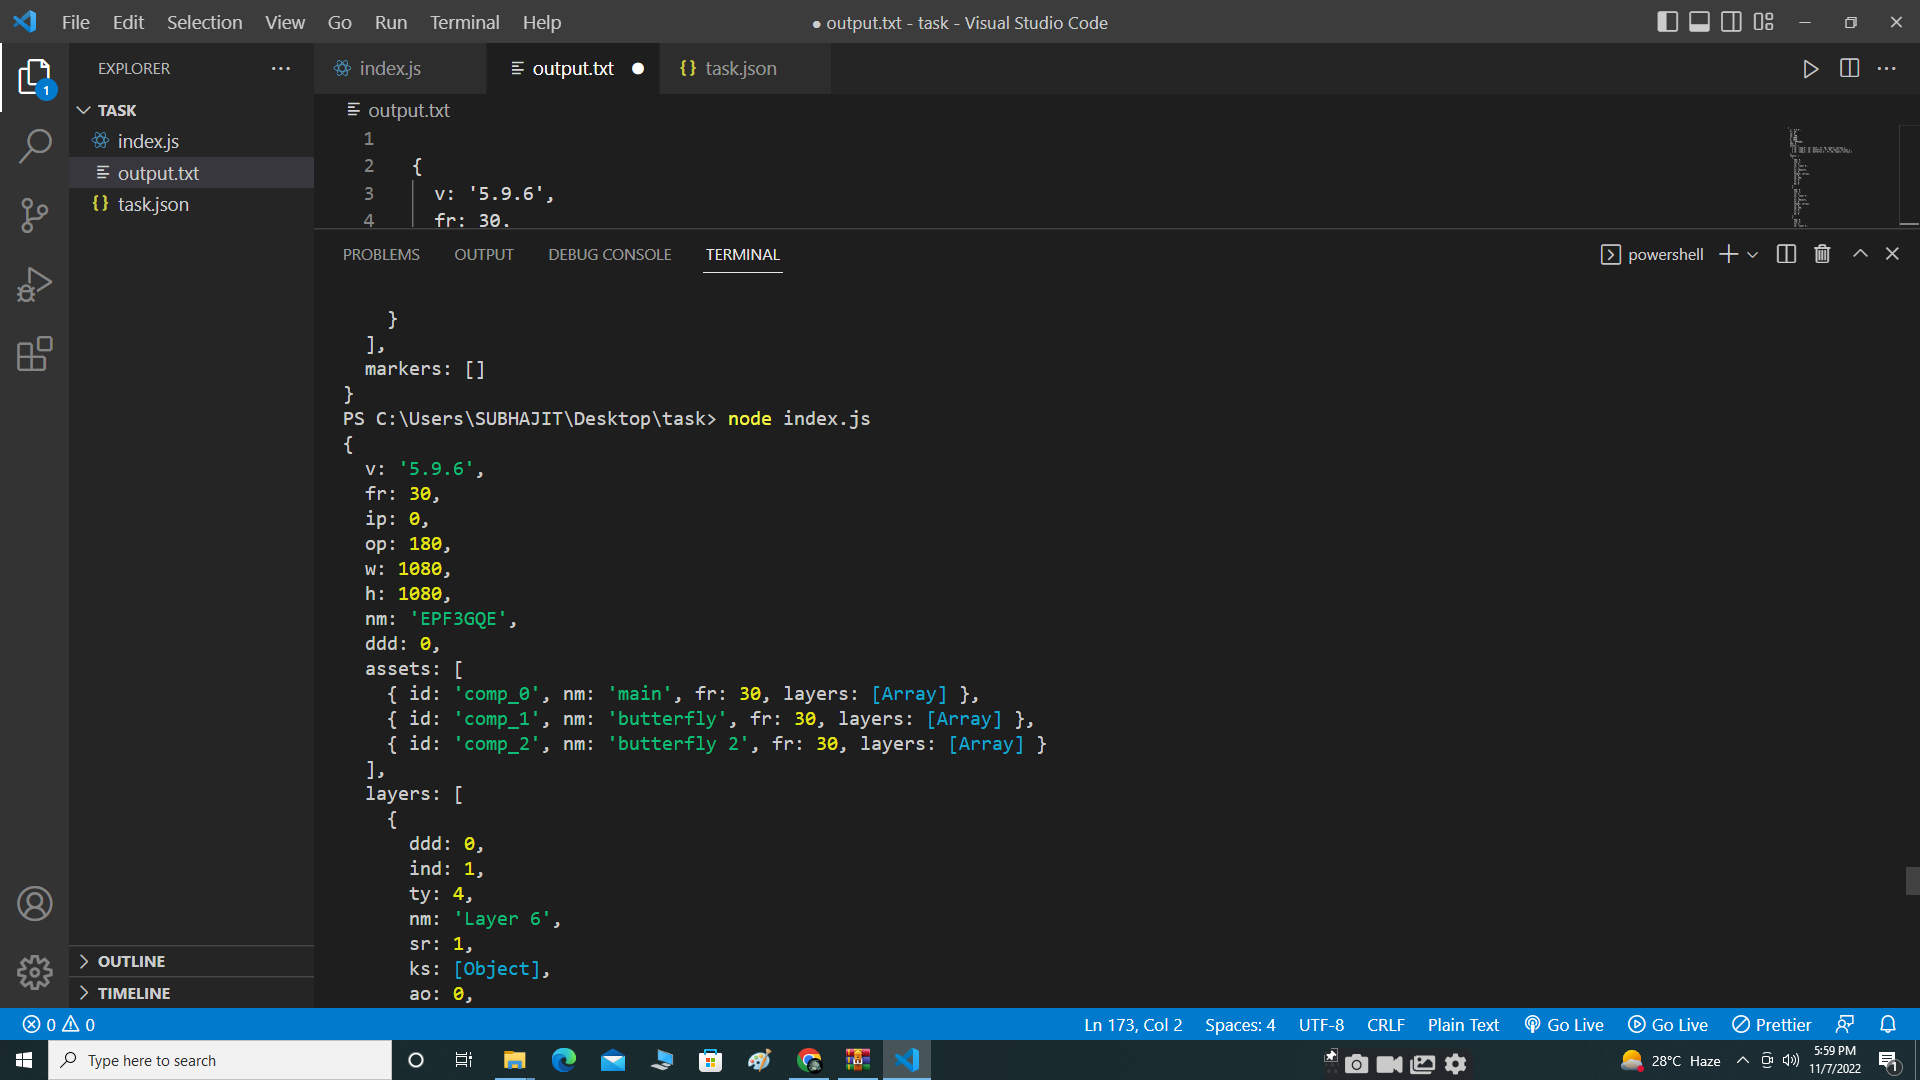 File Edit Selection View Go Run Terminal Help
● output.txt - task - Visual Studio Code
1
EXPLORER
index.js output.txt task.json
TASK
index.js
output.txt
task.json
OUTLINE
TIMELINE
output.txt
1
2 {
3 v: '5.9.6',
4 fr: 30,
PROBLEMS OUTPUT DEBUG CONSOLE TERMINAL
powershell
}
],
markers: []
}
PS C:\Users\SUBHAJIT\Desktop\task> node index.js
{
v: '5.9.6',
fr: 30,
ip: 0,
op: 180,
w: 1080,
h: 1080,
nm: 'EPF3GQE',
ddd: 0,
assets: [
{ id: 'comp_0', nm: 'main', fr: 30, layers: [Array] },
{ id: 'comp_1', nm: 'butterfly', fr: 30, layers: [Array] },
{ id: 'comp_2', nm: 'butterfly 2', fr: 30, layers: [Array] }
],
layers: [
{
ddd: 0,
ind: 1,
ty: 4,
nm: 'Layer 6',
sr: 1,
ks: [Object],
ao: 0,
0 0
Ln 173, Col 2 Spaces: 4 UTF-8 CRLF Plain Text Go Live Go Live Prettier
Type here to search
28°C Haze
5:59 PM
11/7/2022
1